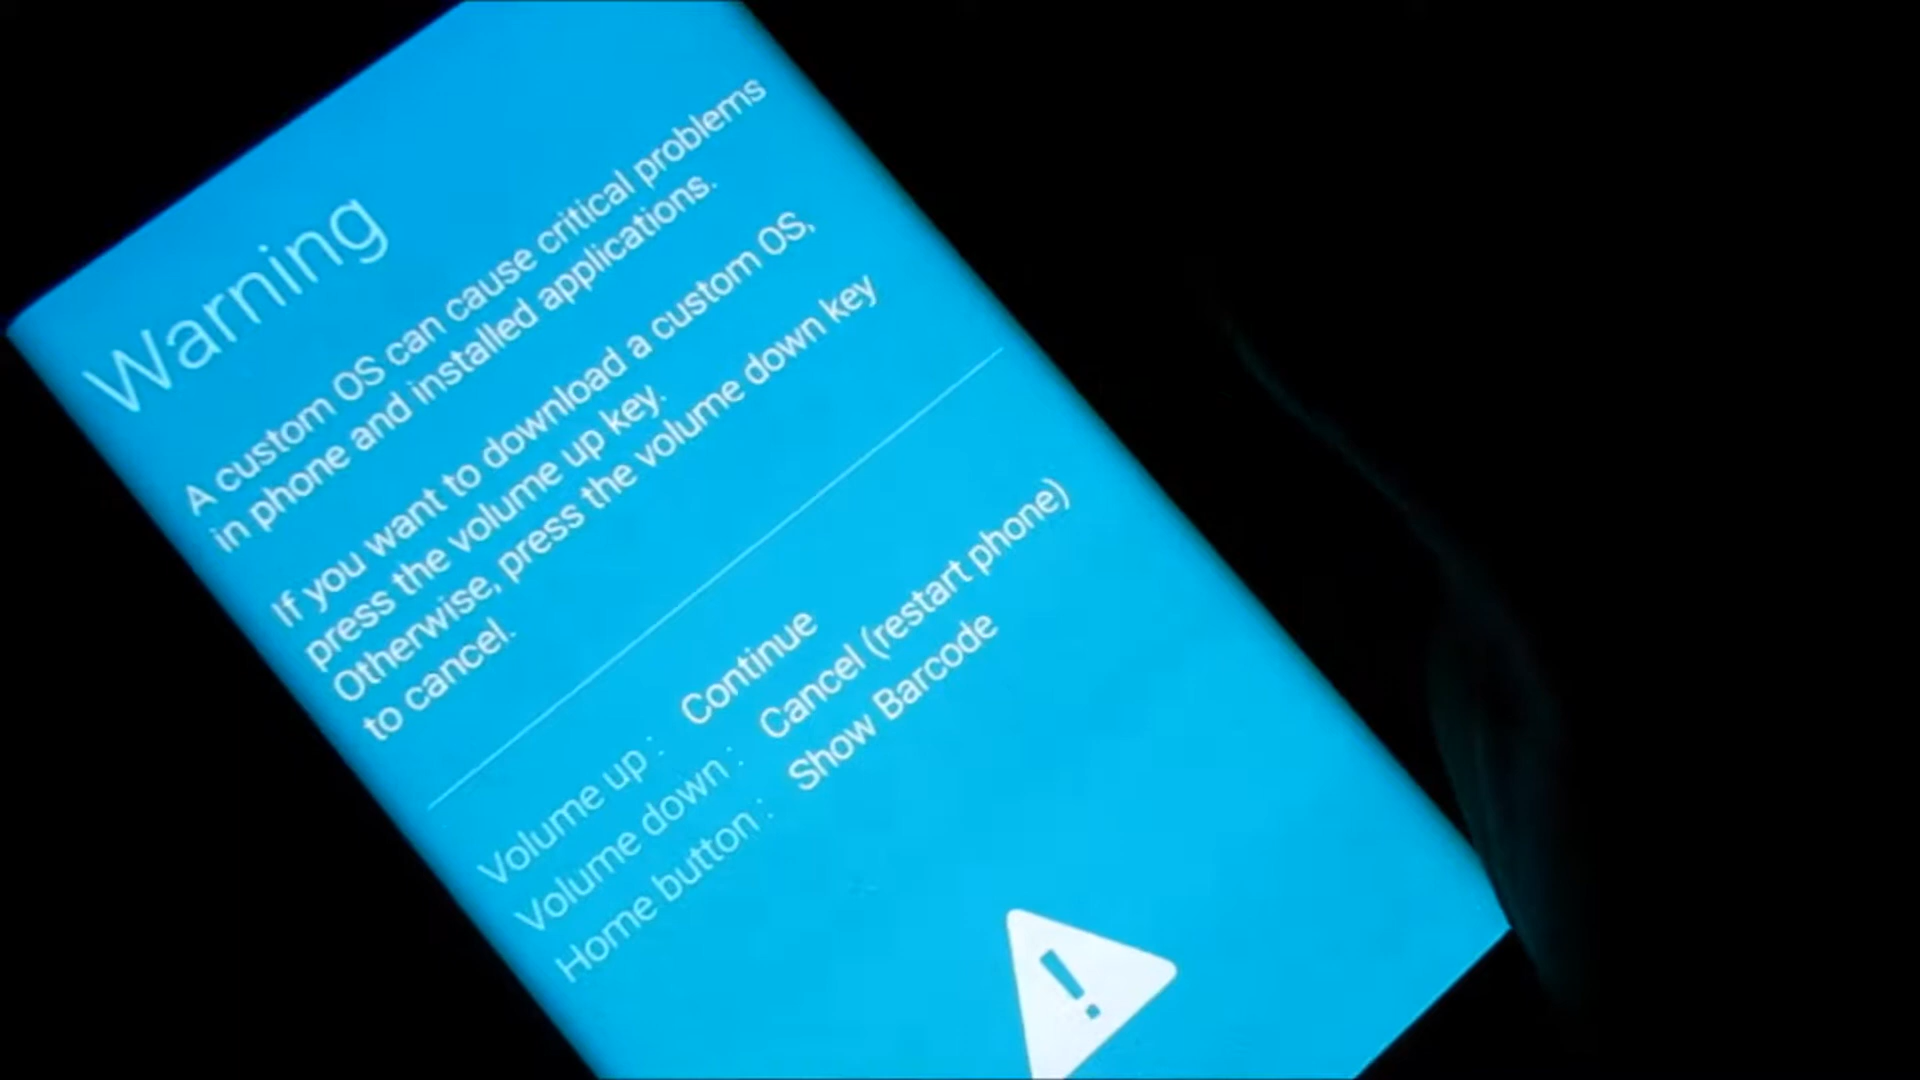 Warning
A custom OS can cause critical problems
in phone and installed applications.
If you want to download a custom OS,
press the volume up key.
Otherwise, press the volume down key
to cancel.
Volume up : Continue
Volume down : Cancel (restart phone)
Home button : Show Barcode
!